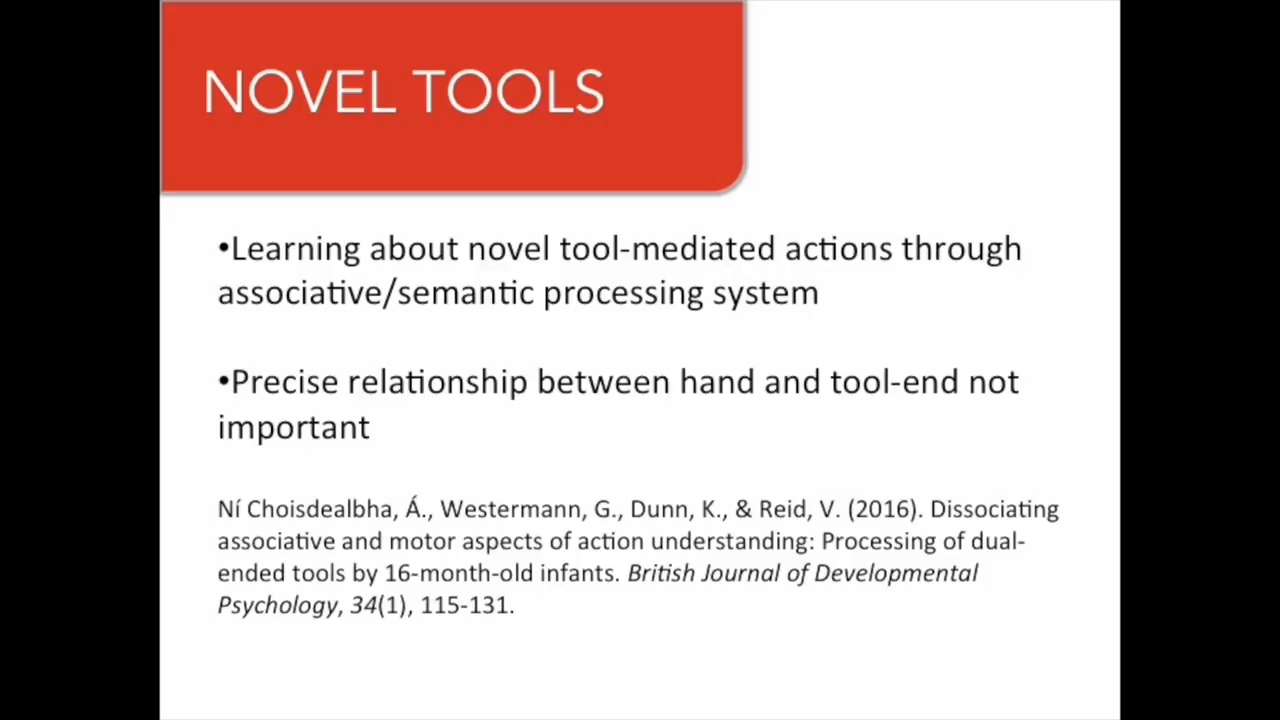 NOVEL TOOLS
•Learning about novel tool-mediated actions through
associative/semantic processing system
•Precise relationship between hand and tool-end not
important
Ní Choisdealbha, Á., Westermann, G., Dunn, K., & Reid, V. (2016). Dissociating
associative and motor aspects of action understanding: Processing of dual-
ended tools by 16-month-old infants. British Journal of Developmental
Psychology, 34(1), 115-131.